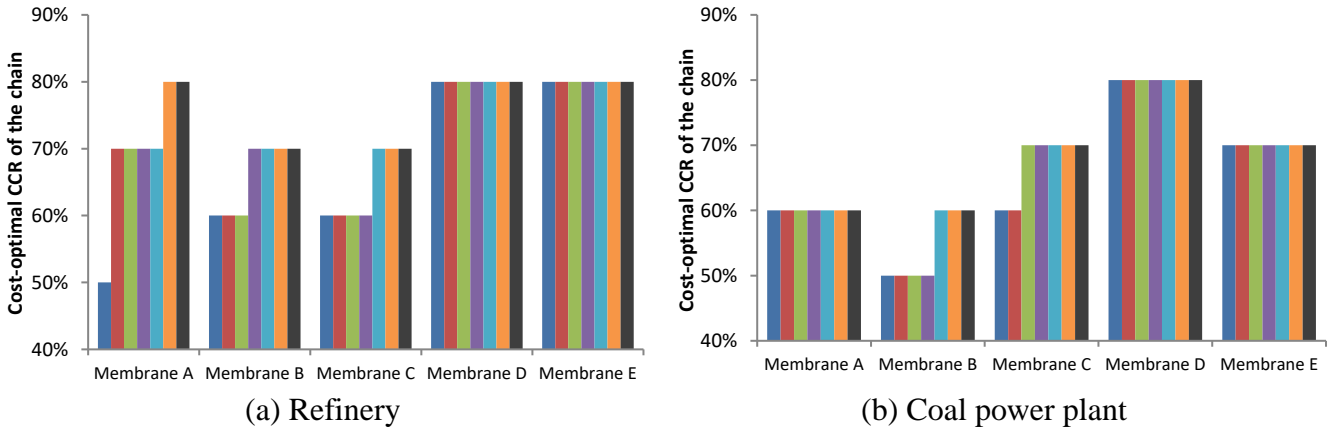 Cost-optimal CCR of the chain
90%
80%
70%
60%
50%
40%
Membrane A Membrane B Membrane C Membrane D Membrane E
(a) Refinery
Cost-optimal CCR of the chain
90%
80%
70%
60%
50%
40%
Membrane A Membrane B Membrane C Membrane D Membrane E
(b) Coal power plant